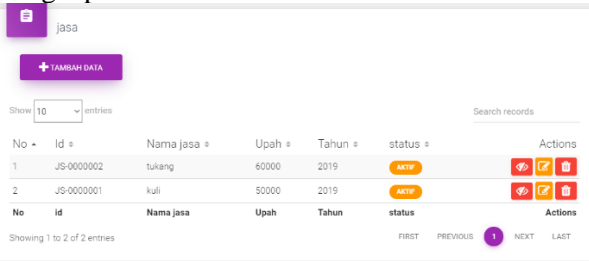 jasa
TAMBAH DATA
Show 10 entries
Search records
No Id Nama jasa Upah Tahun status Actions
1 JS-0000002 tukang 60000 2019 AKTIF
2 JS-0000001 kuli 50000 2019 AKTIF
No id Nama jasa Upah Tahun status Actions
Showing 1 to 2 of 2 entries
FIRST PREVIOUS 1 NEXT LAST